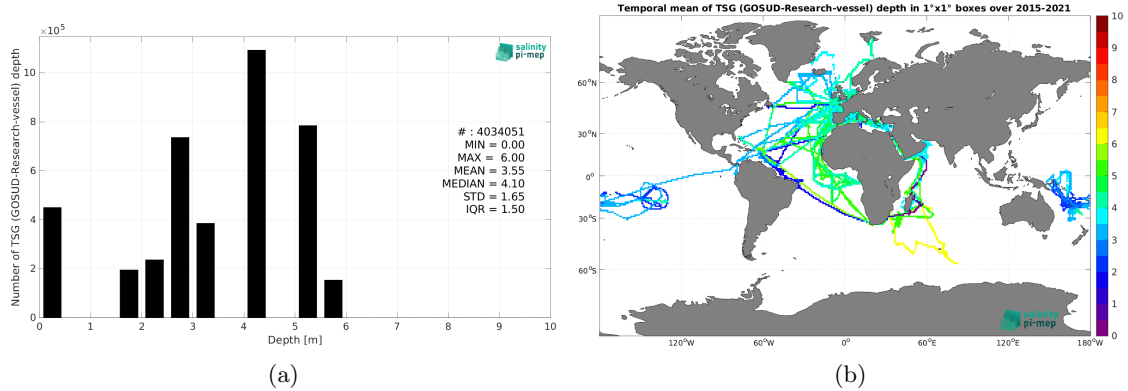 ×10⁵
10
8
6
4
2
0
Number of TSG (GOSUD-Research-vessel) depth
salinity
pi-mep
# : 4034051
MIN = 0.00
MAX = 6.00
MEAN = 3.55
MEDIAN = 4.10
STD = 1.65
IQR = 1.50
0 1 2 3 4 5 6 7 8 9 10
Depth [m]
(a)
Temporal mean of TSG (GOSUD-Research-vessel) depth in 1°x1° boxes over 2015-2021
60°N
30°N
0°
30°S
60°S
120°W 60°W 0° 60°E 120°E 180°W
salinity
pi-mep
10
9
8
7
6
5
4
3
2
1
0
(b)